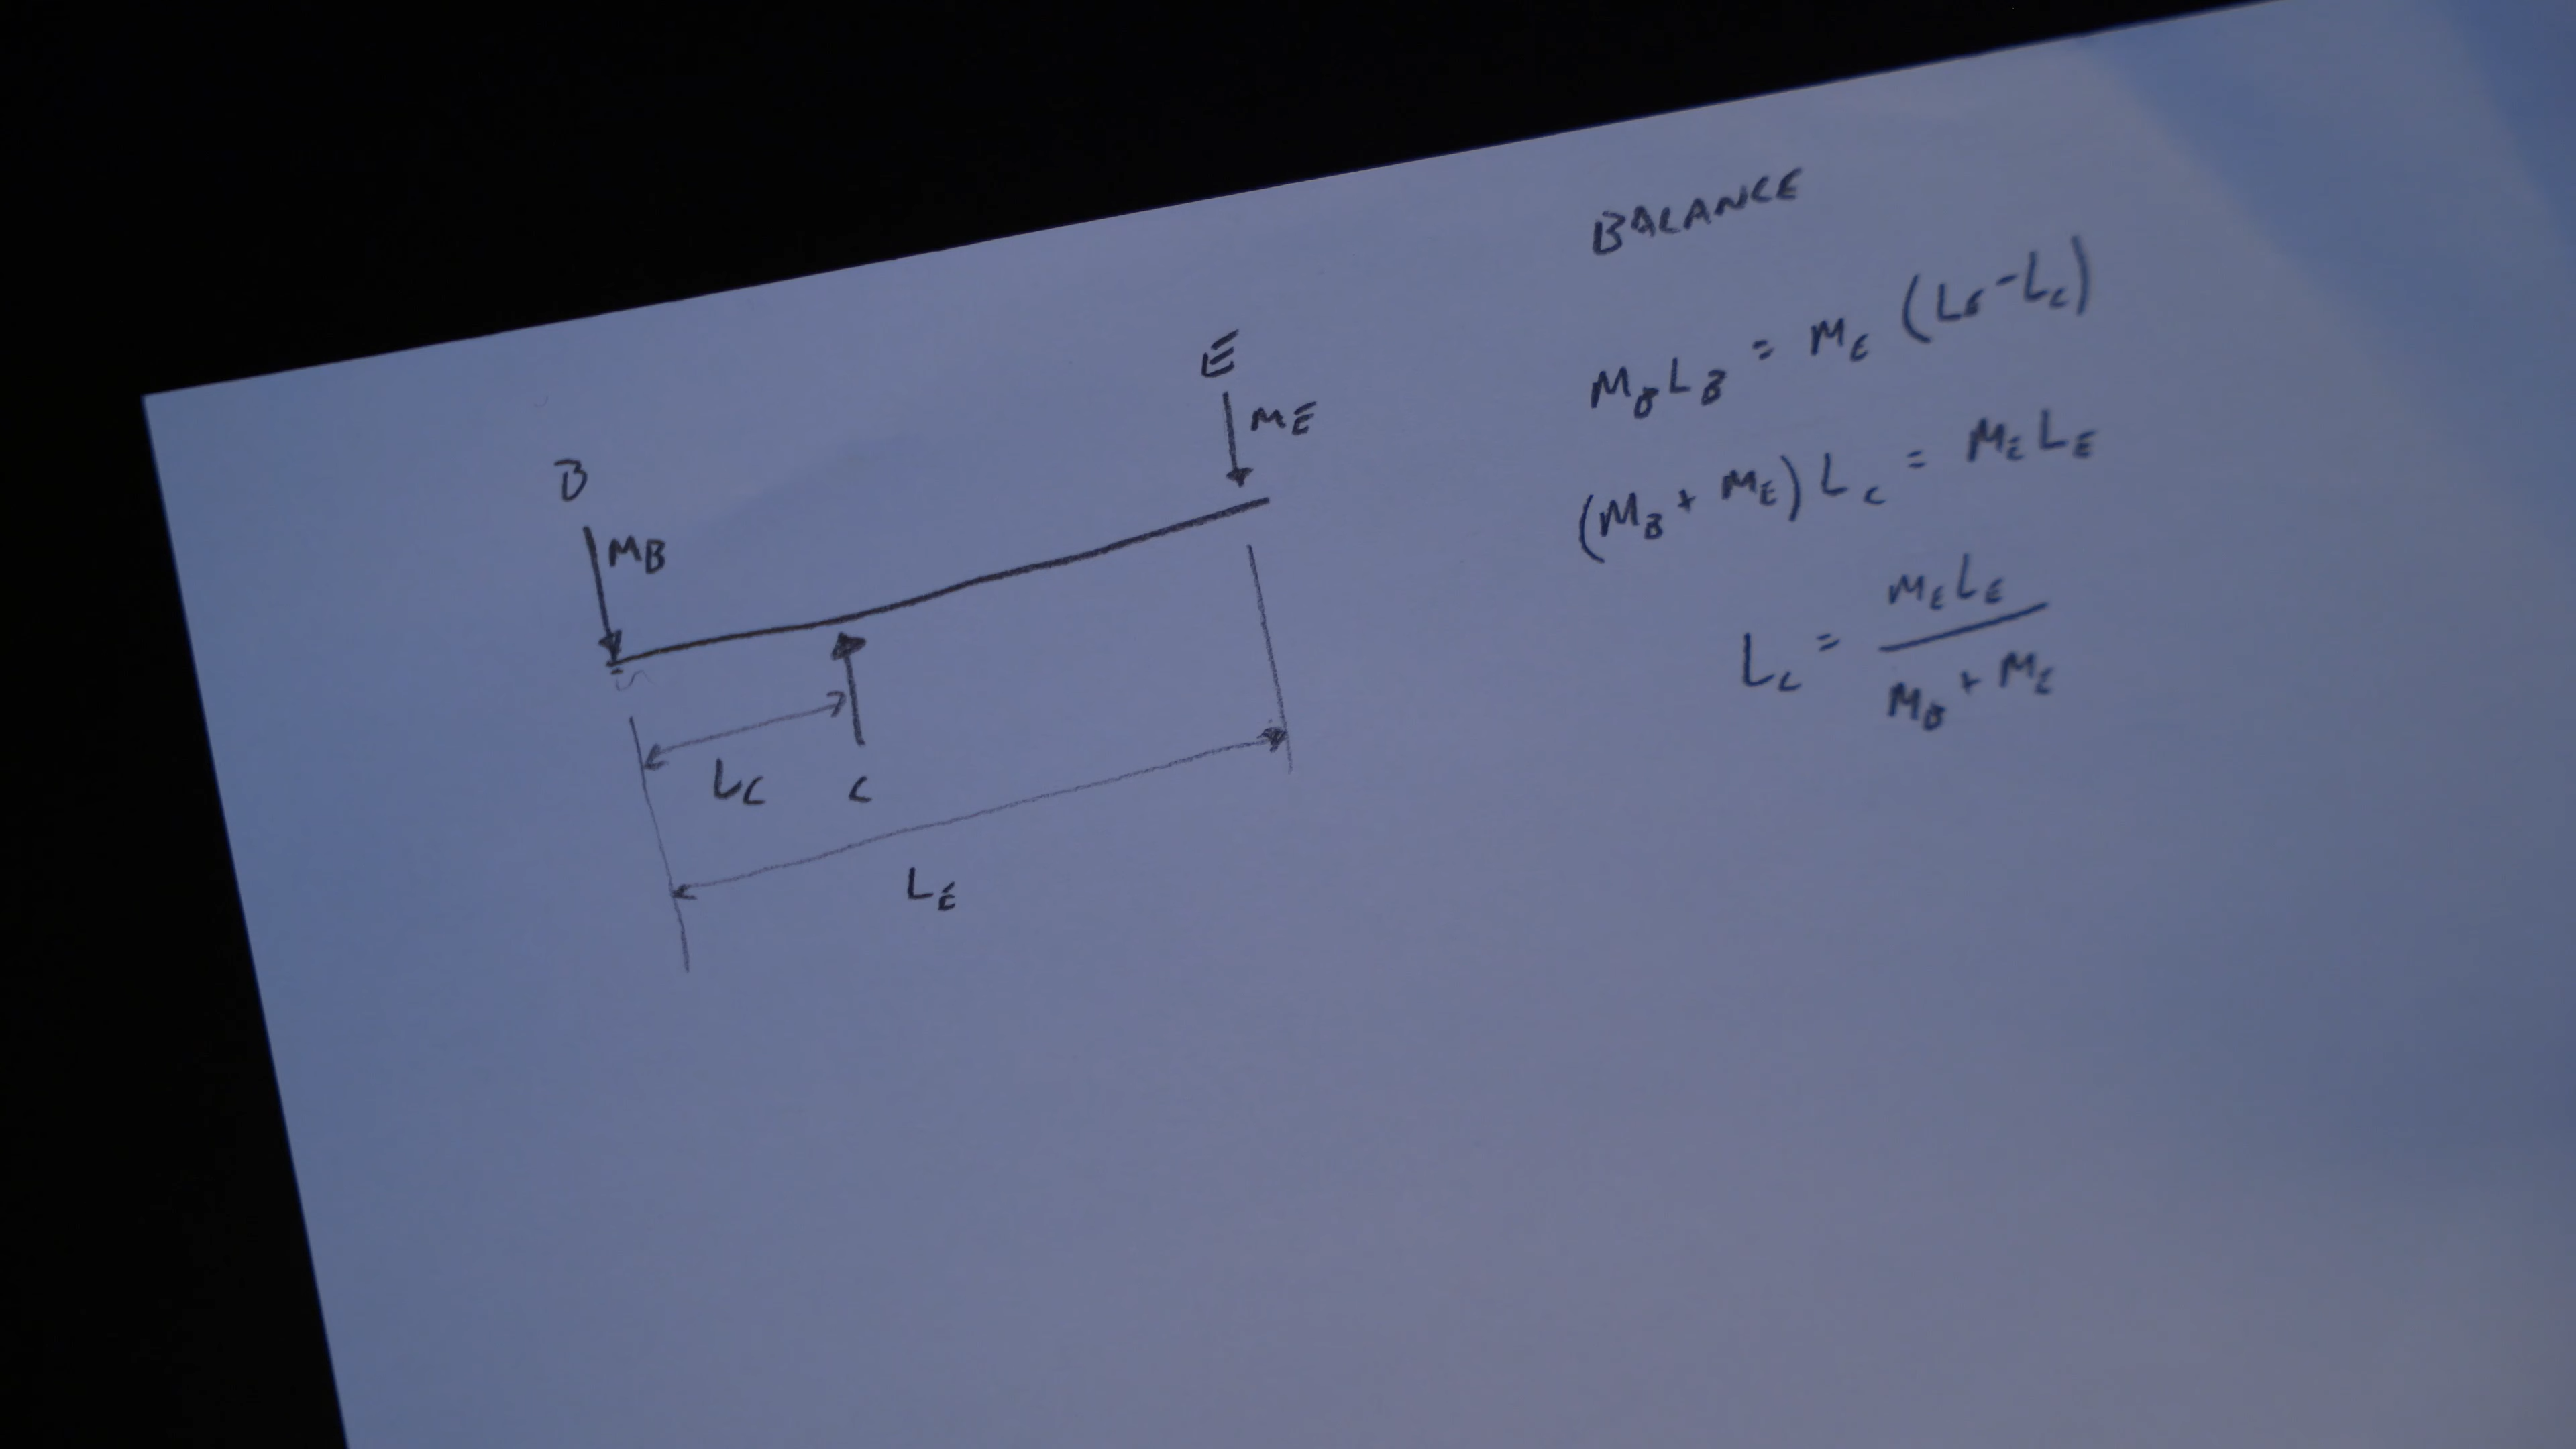 BALANCE
M_B L_B = M_E (L_E - L_C)
(M_B + M_E) L_C = M_E L_E
L_C = M_E L_E / (M_B + M_E)
E
M_E
B
M_B
L_C
C
L_E